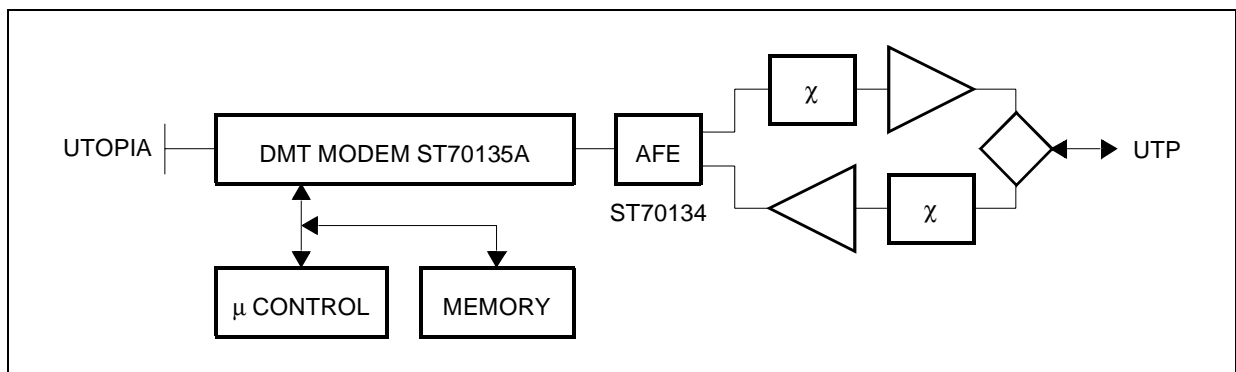 χ
UTOPIA
DMT MODEM ST70135A
AFE
UTP
ST70134
χ
μ CONTROL
MEMORY